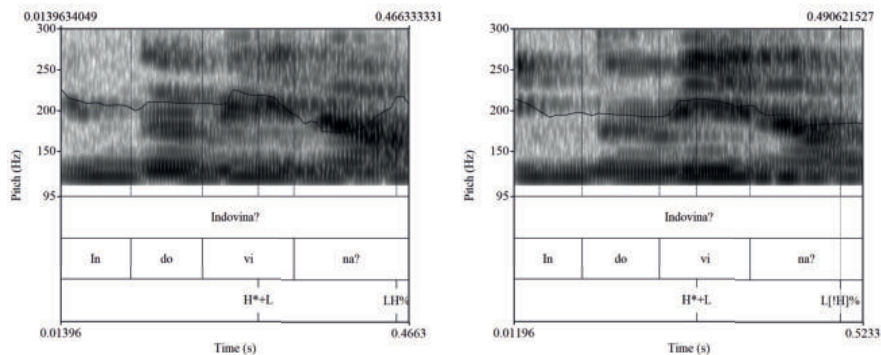 0.0139634049 0.466333331
300
250
200
150
95
Pitch (Hz)
Indovina?
In do vi na?
H*+L LH%
0.01396 0.4663
Time (s)
0.490621527
300
250
200
150
95
Pitch (Hz)
Indovina?
In do vi na?
H*+L L[!H]%
0.01196 0.5233
Time (s)